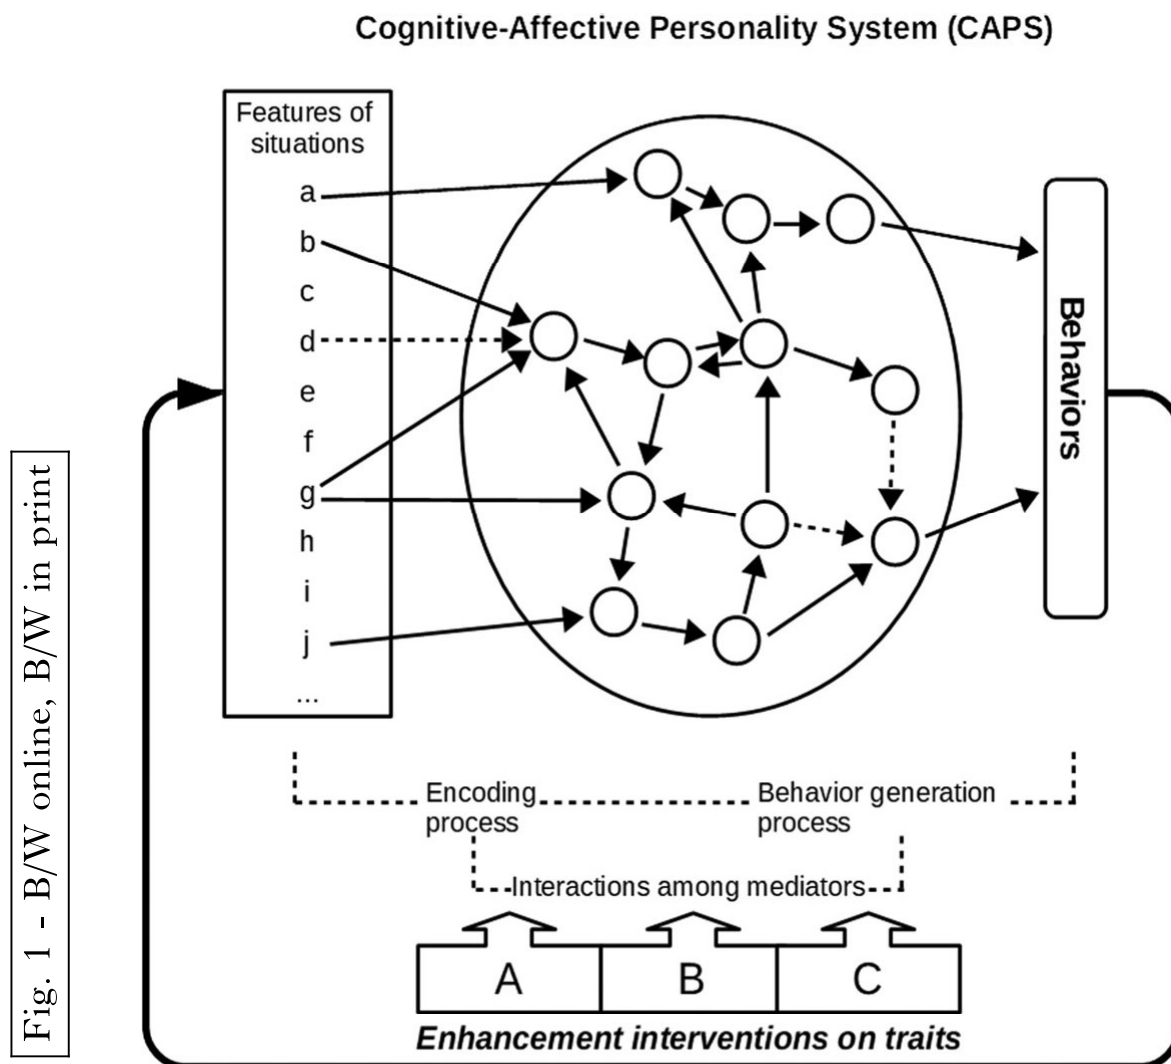 Cognitive-Affective Personality System (CAPS)
Features of
situations
a
b
c
d
e
f
g
h
i
j
...
Behaviors
Fig. 1 - B/W online, B/W in print
Encoding
process
Behavior generation
process
Interactions among mediators
A
B
C
Enhancement interventions on traits